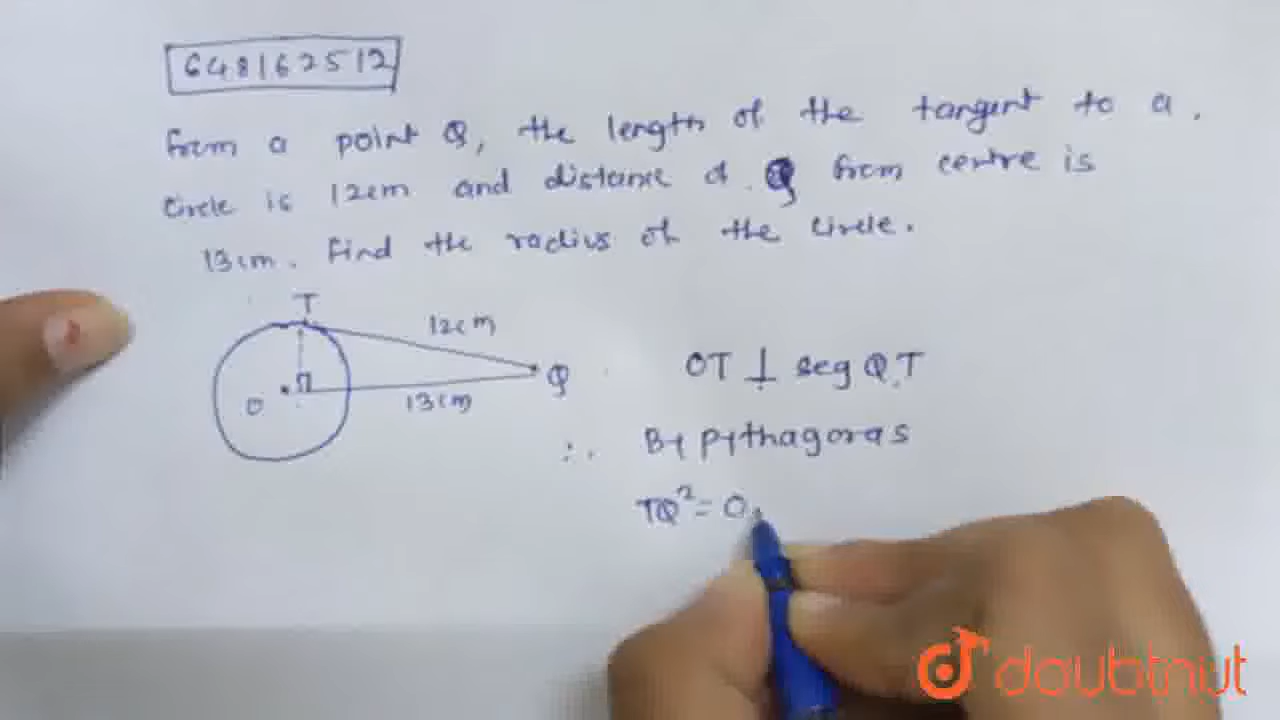 648162512
from a point Q, the length of the tangent to a
circle is 12cm and distance of Q from centre is
13cm. Find the radius of the circle.
T
12cm
Q
O
13cm
OT ⊥ seg QT
∴ By pythagoras
TQ² = O
doubtnut